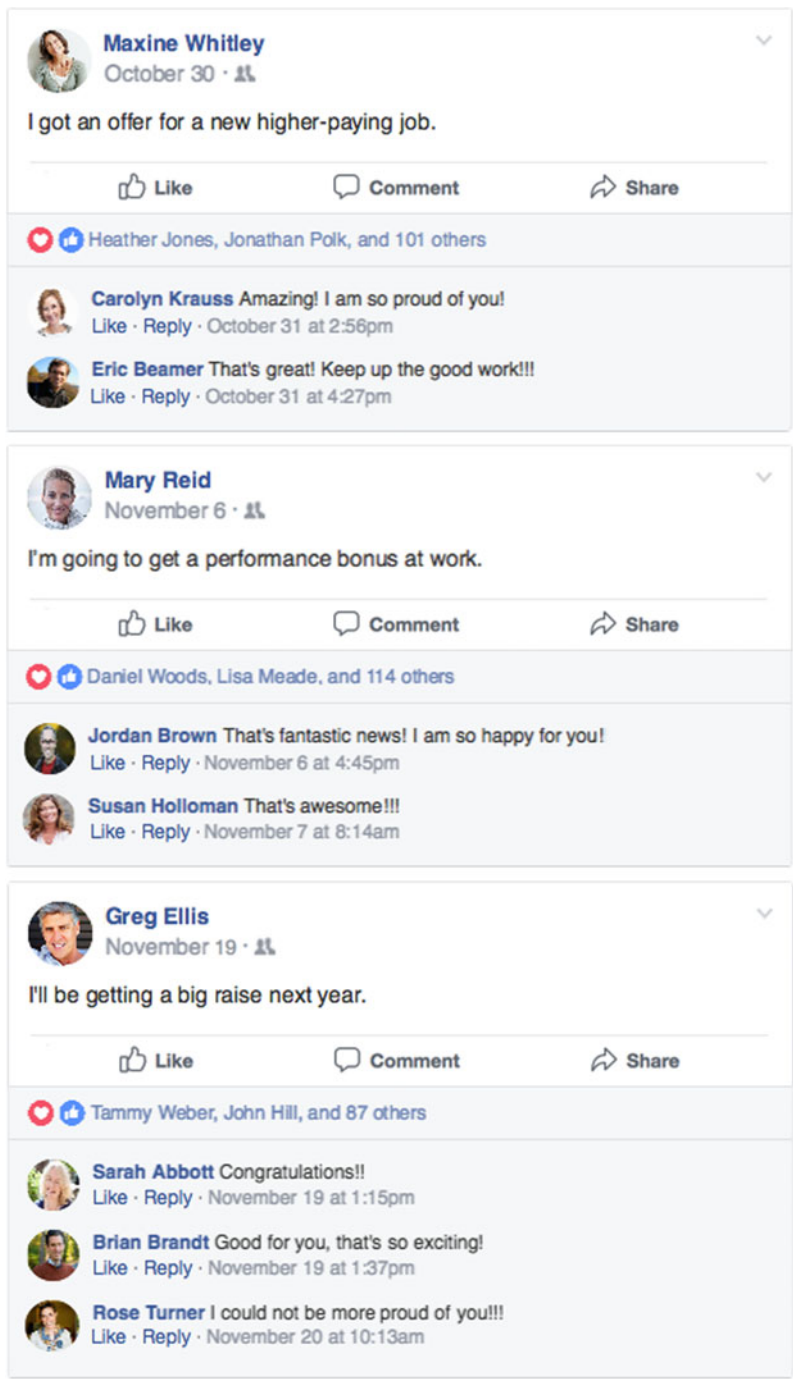 Maxine Whitley
October 30 ·
I got an offer for a new higher-paying job.
Like Comment Share
Heather Jones, Jonathan Polk, and 101 others
Carolyn Krauss Amazing! I am so proud of you!
Like · Reply · October 31 at 2:56pm
Eric Beamer That's great! Keep up the good work!!!
Like · Reply · October 31 at 4:27pm
Mary Reid
November 6 ·
I'm going to get a performance bonus at work.
Like Comment Share
Daniel Woods, Lisa Meade, and 114 others
Jordan Brown That's fantastic news! I am so happy for you!
Like · Reply · November 6 at 4:45pm
Susan Holloman That's awesome!!!
Like · Reply · November 7 at 8:14am
Greg Ellis
November 19 ·
I'll be getting a big raise next year.
Like Comment Share
Tammy Weber, John Hill, and 87 others
Sarah Abbott Congratulations!!
Like · Reply · November 19 at 1:15pm
Brian Brandt Good for you, that's so exciting!
Like · Reply · November 19 at 1:37pm
Rose Turner I could not be more proud of you!!!
Like · Reply · November 20 at 10:13am